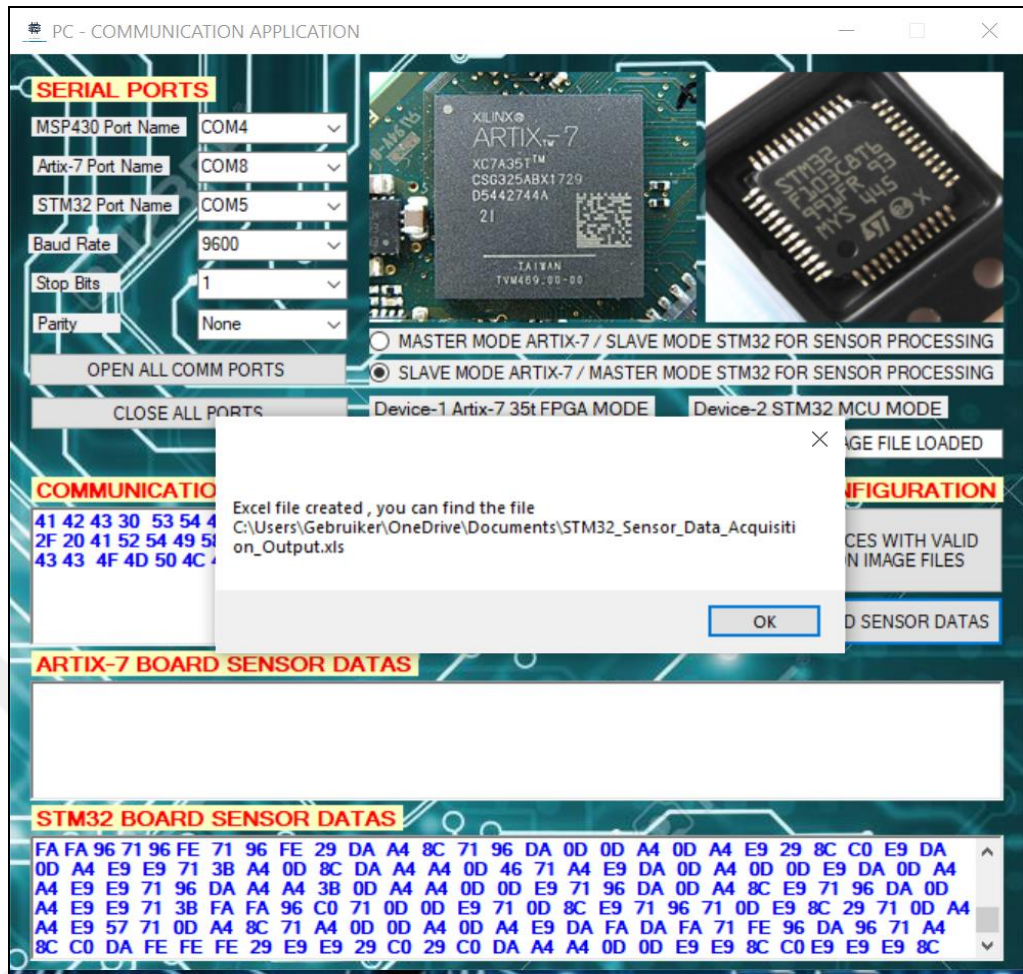 PC - COMMUNICATION APPLICATION
SERIAL PORTS
MSP430 Port Name COM4
Artix-7 Port Name COM8
STM32 Port Name COM5
Baud Rate 9600
Stop Bits 1
Parity None
OPEN ALL COMM PORTS
CLOSE ALL PORTS
XILINX®
ARTIX™-7
XC7A35T™
CSG325ABX1729
D5442744A
2I
TAIWAN
STM32
F103C8T6
991FR 93
MYS 445
MASTER MODE ARTIX-7 / SLAVE MODE STM32 FOR SENSOR PROCESSING
SLAVE MODE ARTIX-7 / MASTER MODE STM32 FOR SENSOR PROCESSING
Device-1 Artix-7 35t FPGA MODE Device-2 STM32 MCU MODE
AGE FILE LOADED
COMMUNICATIO
NFIGURATION
41 42 43 30 53 54 4
2F 20 41 52 54 49 58
43 43 4F 4D 50 4C
CES WITH VALID
N IMAGE FILES
D SENSOR DATAS
Excel file created , you can find the file
C:\Users\Gebruiker\OneDrive\Documents\STM32_Sensor_Data_Acquisiti
on_Output.xls
OK
ARTIX-7 BOARD SENSOR DATAS
STM32 BOARD SENSOR DATAS
FA FA 96 71 96 FE 71 96 FE 29 DA A4 8C 71 96 DA 0D 0D A4 0D A4 E9 29 8C C0 E9 DA
0D A4 E9 E9 71 3B A4 0D 8C DA A4 A4 0D 46 71 A4 E9 DA 0D A4 0D 0D E9 DA 0D A4
A4 E9 E9 71 96 DA A4 A4 3B 0D A4 A4 0D 0D E9 71 96 DA 0D A4 8C E9 71 96 DA 0D
A4 E9 E9 71 3B FA FA 96 C0 71 0D 0D E9 71 0D 8C E9 71 96 71 0D E9 8C 29 71 0D A4
A4 E9 57 71 0D A4 8C 71 A4 0D 0D A4 0D A4 E9 DA FA DA FA 71 FE 96 DA 96 71 A4
8C C0 DA FE FE FE 29 E9 E9 29 C0 29 C0 DA A4 A4 0D 0D E9 E9 8C C0 E9 E9 E9 8C